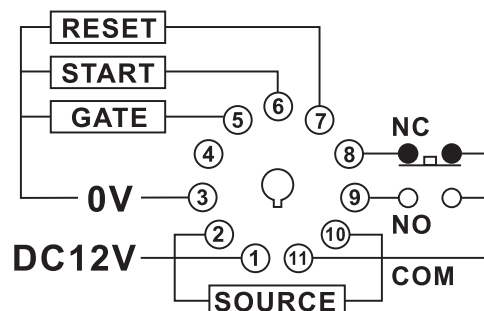 RESET
START
GATE
6
5
7
4
8
NC
0V
3
9
NO
2
10
DC12V
1
11
COM
SOURCE